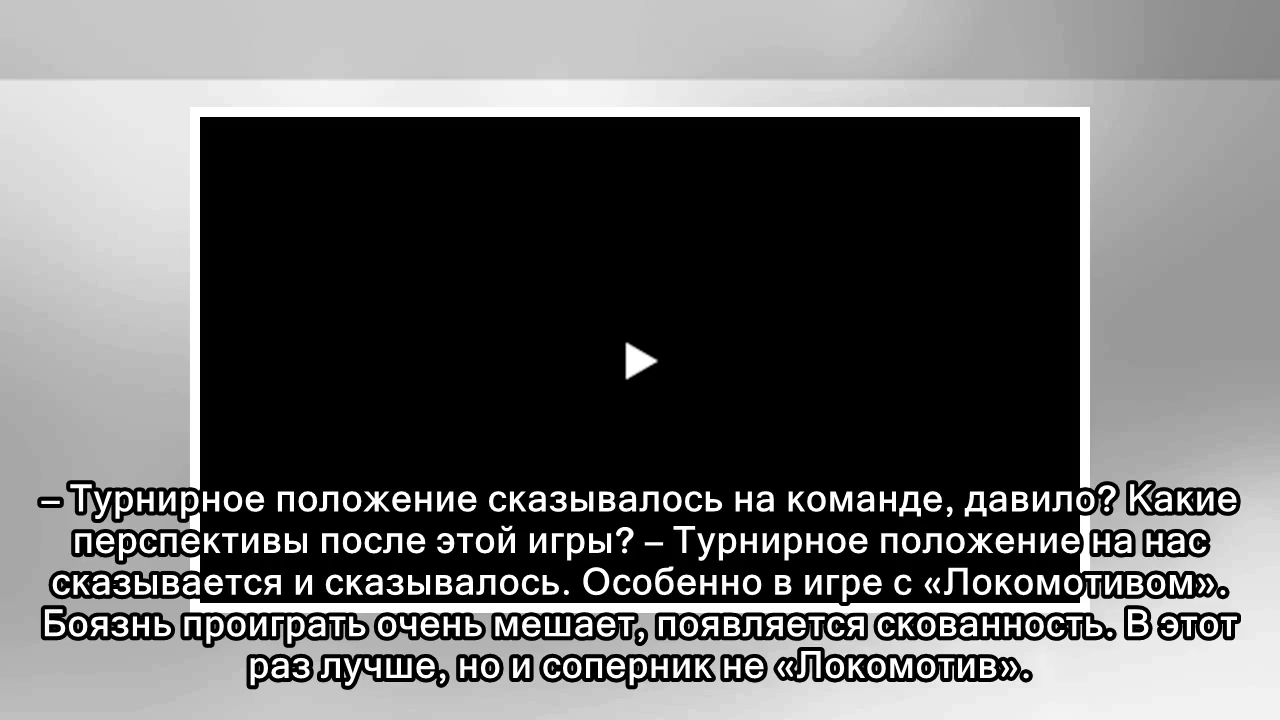 – Турнирное положение сказывалось на команде, давило? Какие
перспективы после этой игры? – Турнирное положение на нас
сказывается и сказывалось. Особенно в игре с «Локомотивом».
Боязнь проиграть очень мешает, появляется скованность. В этот
раз лучше, но и соперник не «Локомотив».